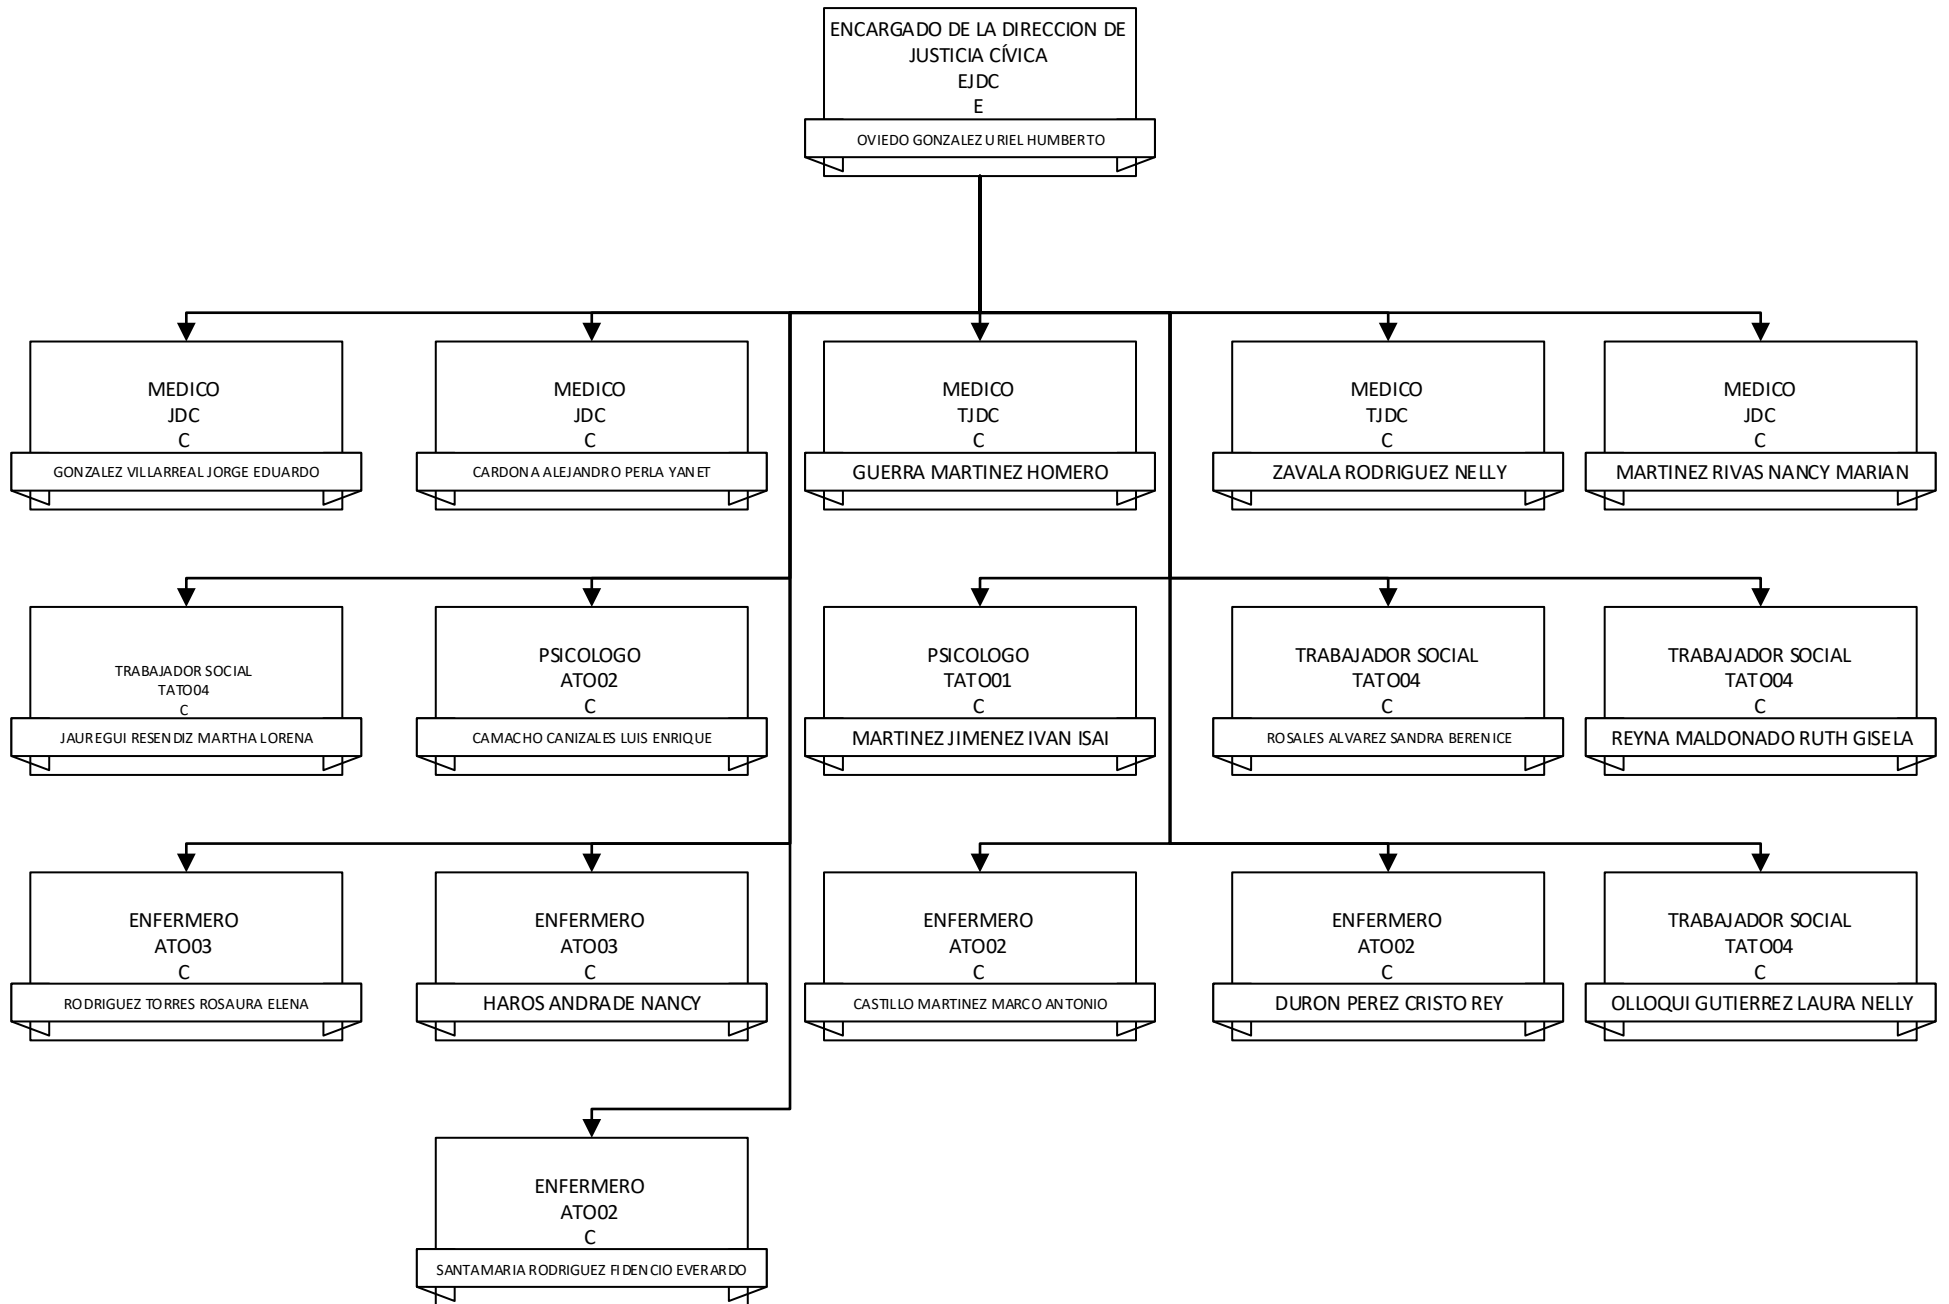 ENCARGADO DE LA DIRECCION DE
JUSTICIA CÍVICA
EJDC
E
OVIEDO GONZALEZ URIEL HUMBERTO
MEDICO
JDC
C
GONZALEZ VILLARREAL JORGE EDUARDO
MEDICO
JDC
C
CARDONA ALEJANDRO PERLA YANET
MEDICO
TJDC
C
GUERRA MARTINEZ HOMERO
MEDICO
TJDC
C
ZAVALA RODRIGUEZ NELLY
MEDICO
JDC
C
MARTINEZ RIVAS NANCY MARIAN
TRABAJADOR SOCIAL
TATO04
C
JAUREGUI RESENDIZ MARTHA LORENA
PSICOLOGO
ATO02
C
CAMACHO CANIZALES LUIS ENRIQUE
PSICOLOGO
TATO01
C
MARTINEZ JIMENEZ IVAN ISAI
TRABAJADOR SOCIAL
TATO04
C
ROSALES ALVAREZ SANDRA BERENICE
TRABAJADOR SOCIAL
TATO04
C
REYNA MALDONADO RUTH GISELA
ENFERMERO
ATO03
C
RODRIGUEZ TORRES ROSAURA ELENA
ENFERMERO
ATO03
C
HAROS ANDRADE NANCY
ENFERMERO
ATO02
C
CASTILLO MARTINEZ MARCO ANTONIO
ENFERMERO
ATO02
C
DURON PEREZ CRISTO REY
TRABAJADOR SOCIAL
TATO04
C
OLLOQUI GUTIERREZ LAURA NELLY
ENFERMERO
ATO02
C
SANTAMARIA RODRIGUEZ FIDENCIO EVERARDO